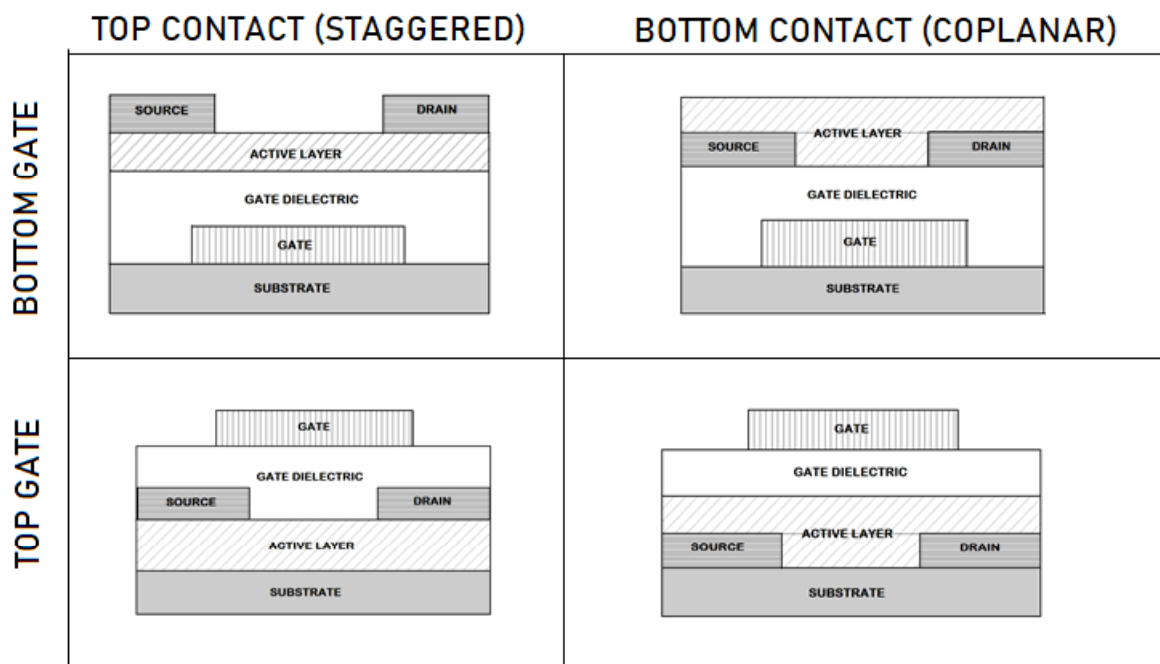 TOP CONTACT (STAGGERED)
BOTTOM CONTACT (COPLANAR)
BOTTOM GATE
SOURCE
DRAIN
ACTIVE LAYER
GATE DIELECTRIC
GATE
SUBSTRATE
ACTIVE LAYER
SOURCE
DRAIN
GATE DIELECTRIC
GATE
SUBSTRATE
TOP GATE
GATE
GATE DIELECTRIC
SOURCE
DRAIN
ACTIVE LAYER
SUBSTRATE
GATE
GATE DIELECTRIC
ACTIVE LAYER
SOURCE
DRAIN
SUBSTRATE